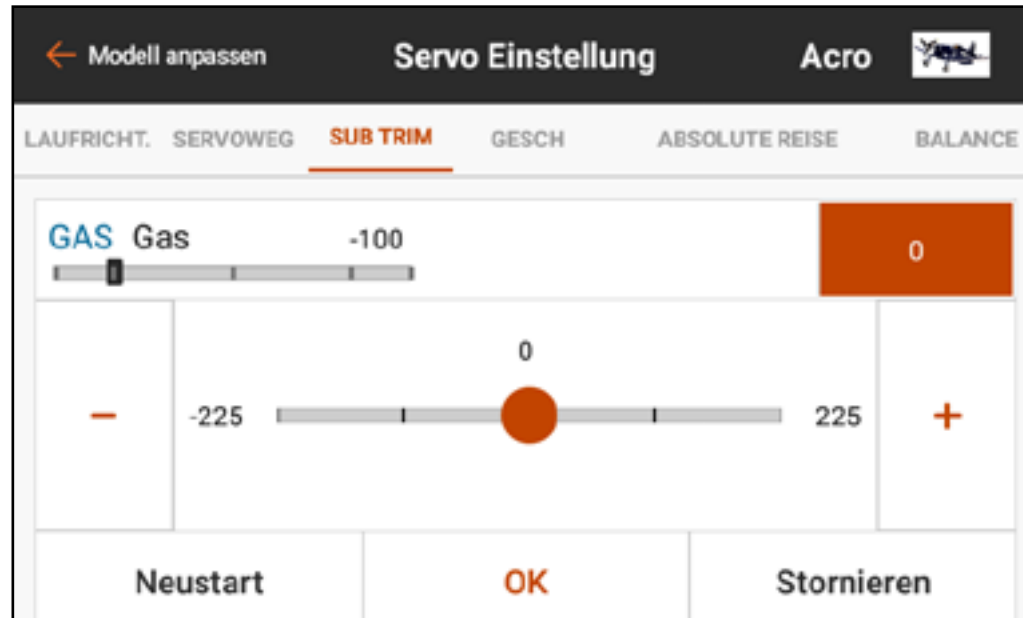 ← Modell anpassen Servo Einstellung Acro
LAUFRICHT. SERVOWEG SUB TRIM GESCH ABSOLUTE REISE BALANCE
GAS Gas -100 0
0
− -225 225 +
Neustart OK Stornieren